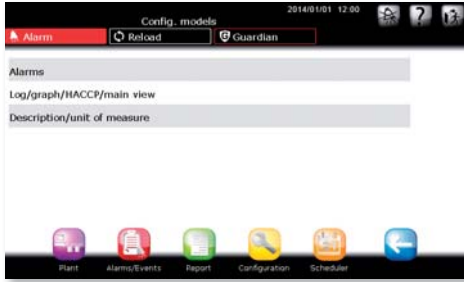 2014/01/01 12:00
Config. models
Alarm Reload Guardian
?
Alarms
Log/graph/HACCP/main view
Description/unit of measure
Plant Alarms/Events Report Configuration Scheduler